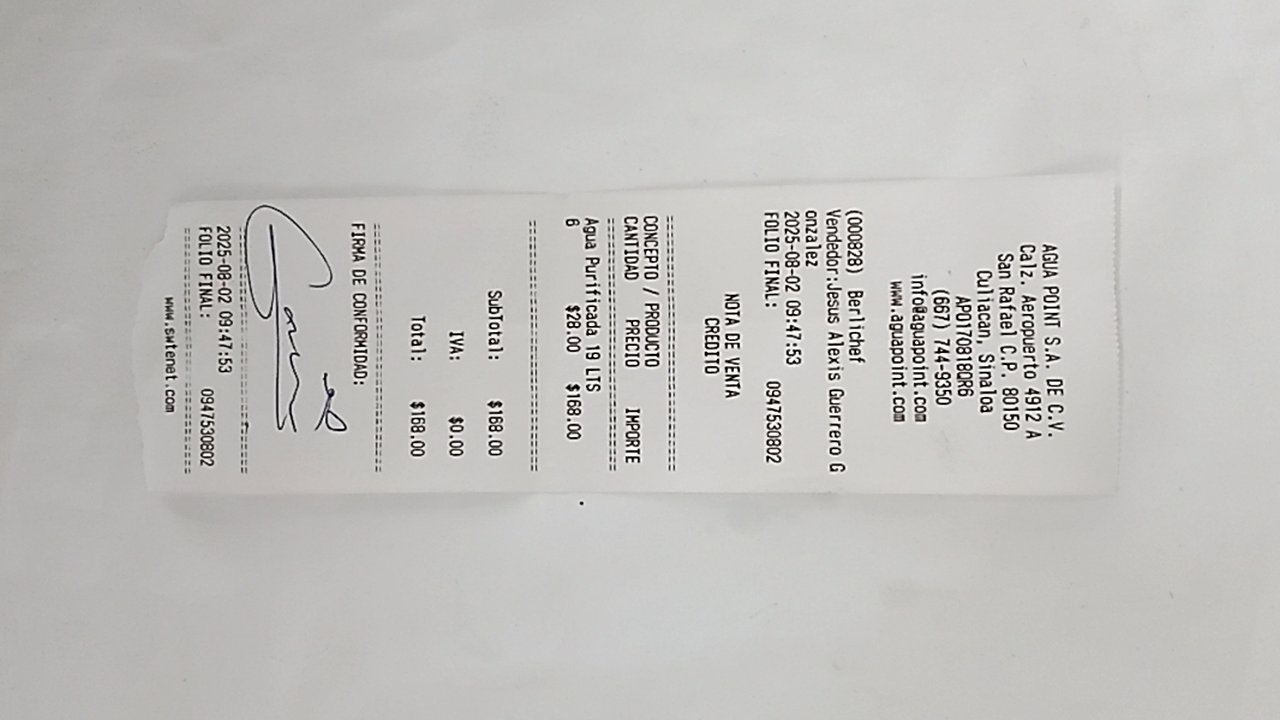 AGUA POINT S.A. DE C.V.
Calz. Aeropuerto 4912 A
San Rafael C.P. 80150
Culiacan, Sinaloa
APO170818QR6
(667) 744-9350
info@aguapoint.com
www.aguapoint.com
(000828) Berlichef
Vendedor:Jesus Alexis Guerrero G
onzalez
2025-08-02 09:47:53
FOLIO FINAL: 0947530802
NOTA DE VENTA
CREDITO
================================
CONCEPTO / PRODUCTO
CANTIDAD PRECIO IMPORTE
================================
Agua Purificada 19 LTS
6 $28.00 $168.00
================================
SubTotal: $168.00
IVA: $0.00
Total: $168.00
================================
FIRMA DE CONFORMIDAD:
================================
2025-08-02 09:47:53
FOLIO FINAL: 0947530802
================================
www.swtenet.com